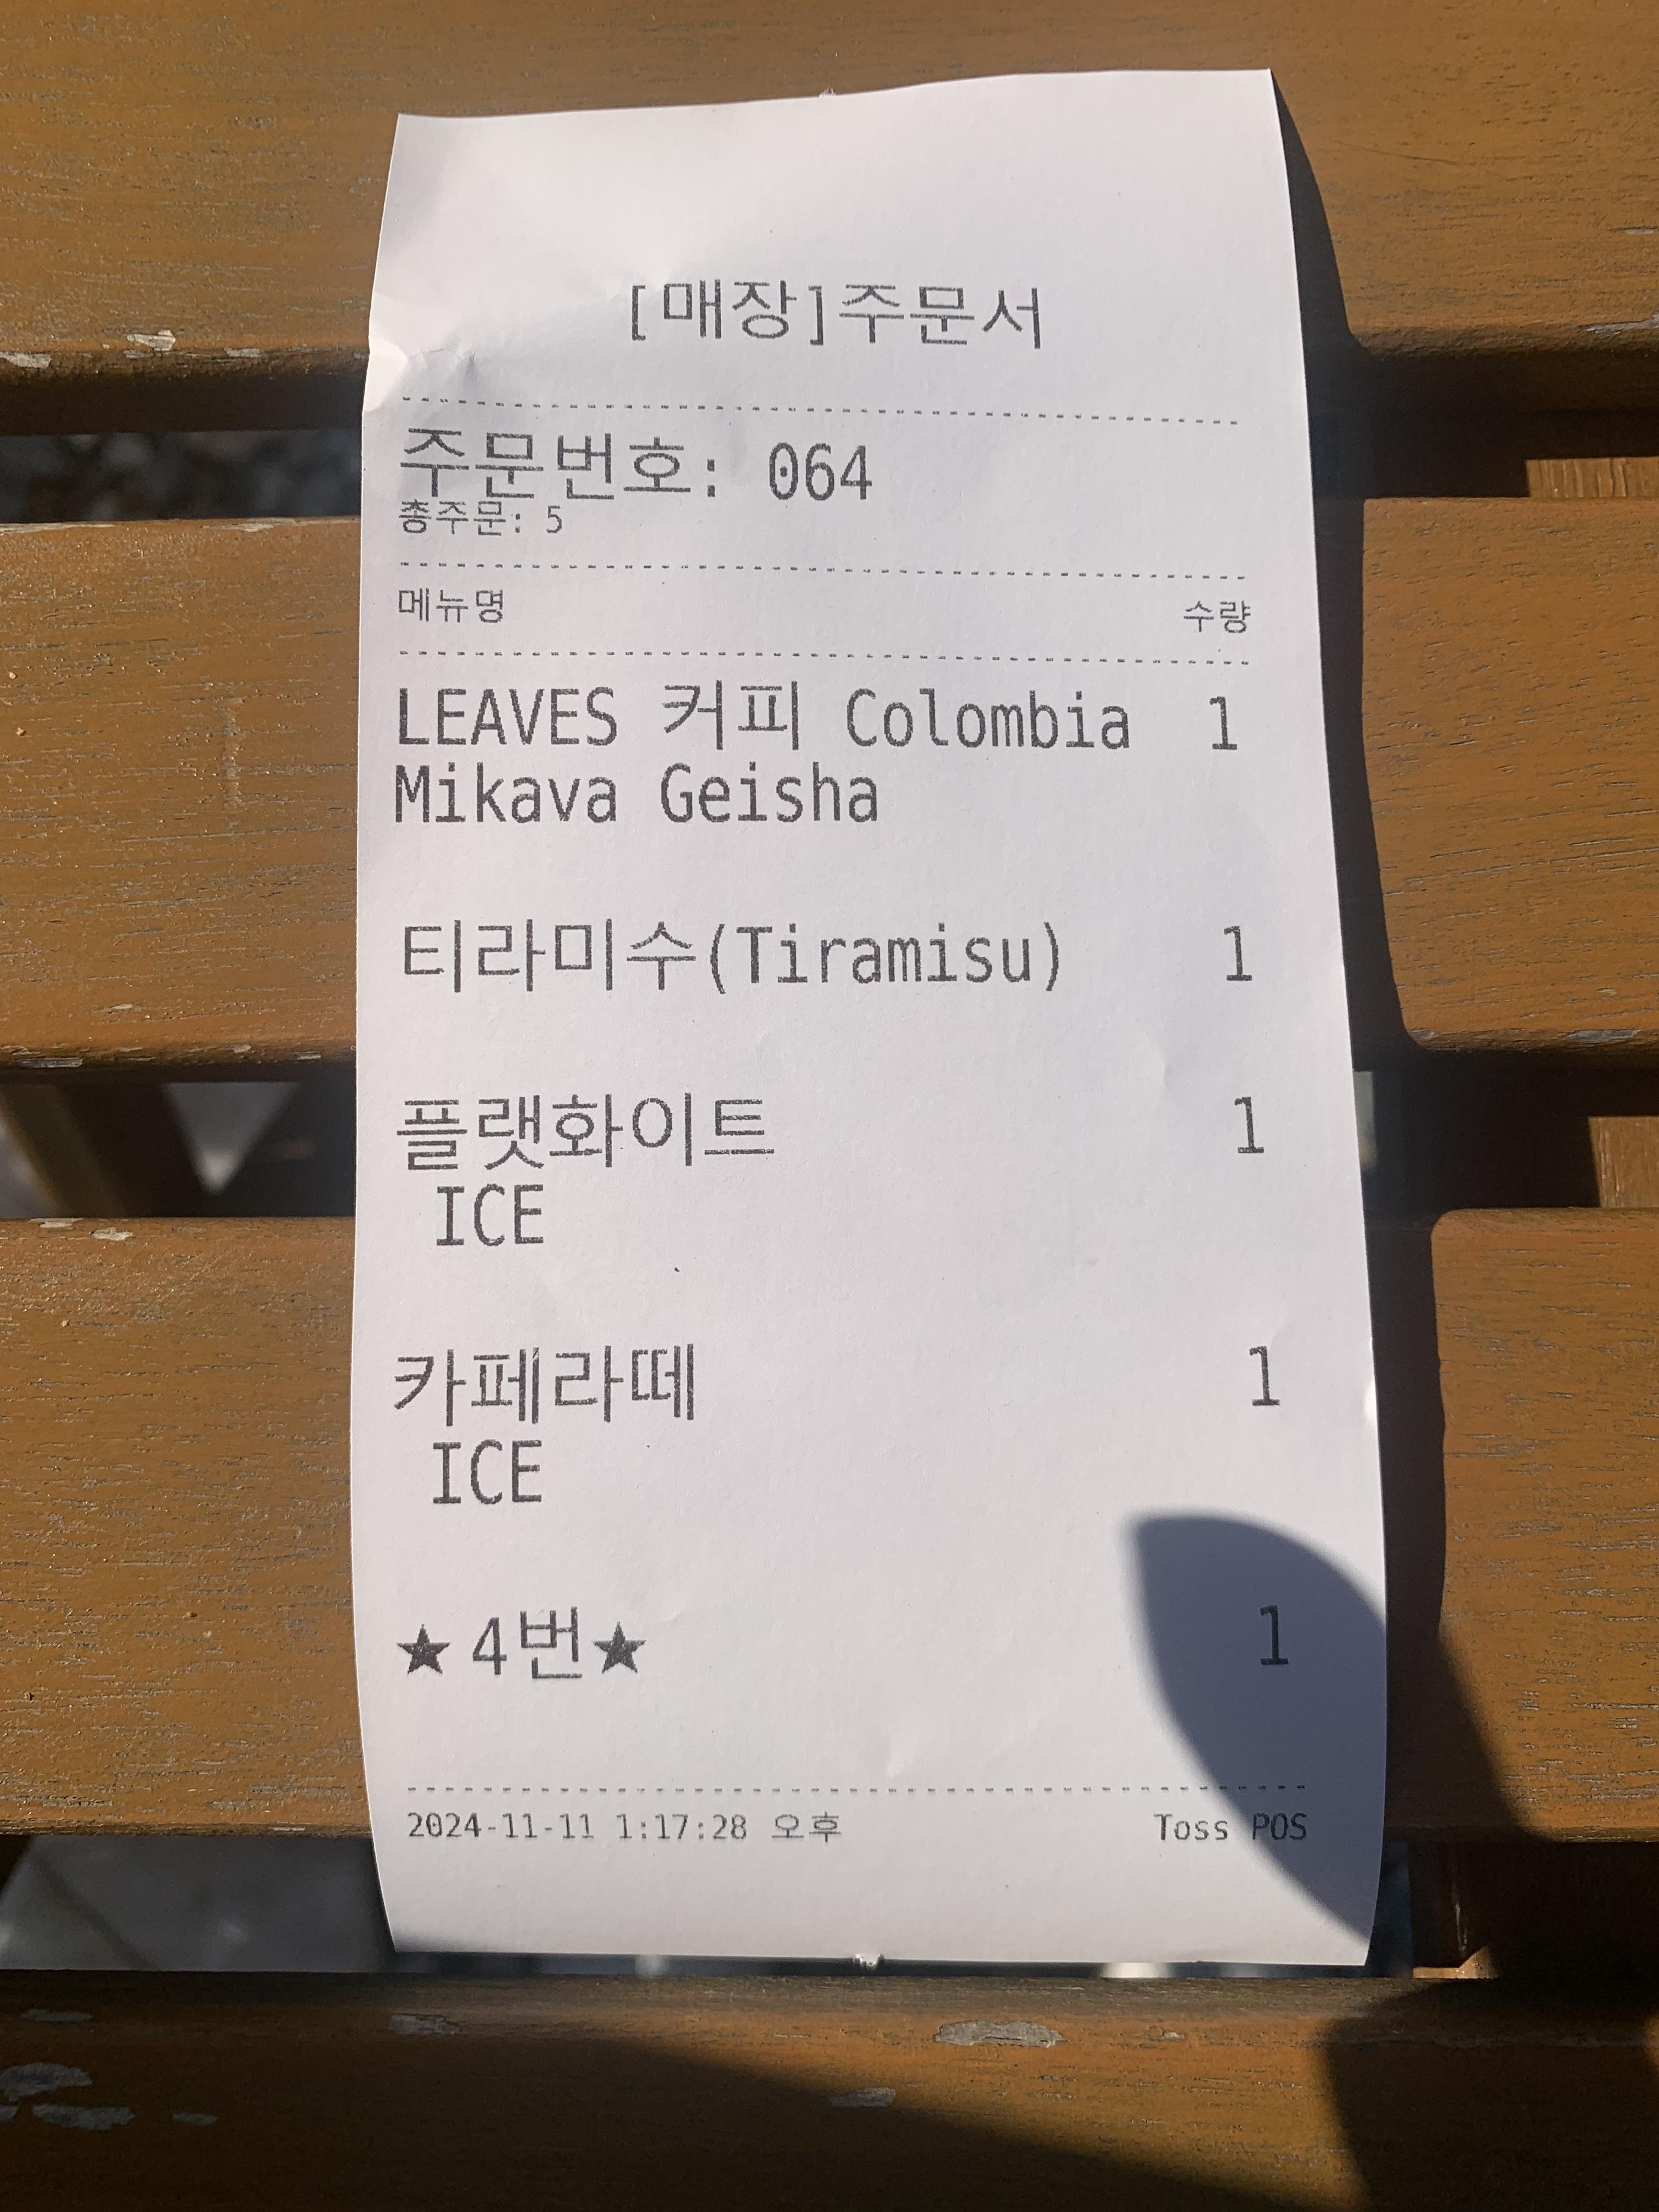 [매장]주문서
주문번호: 064
총주문: 5
메뉴명 수량
LEAVES 커피 Colombia 1
Mikava Geisha
티라미수(Tiramisu) 1
플랫화이트 1
ICE
카페라떼 1
ICE
★4번★ 1
2024-11-11 1:17:28 오후 Toss POS